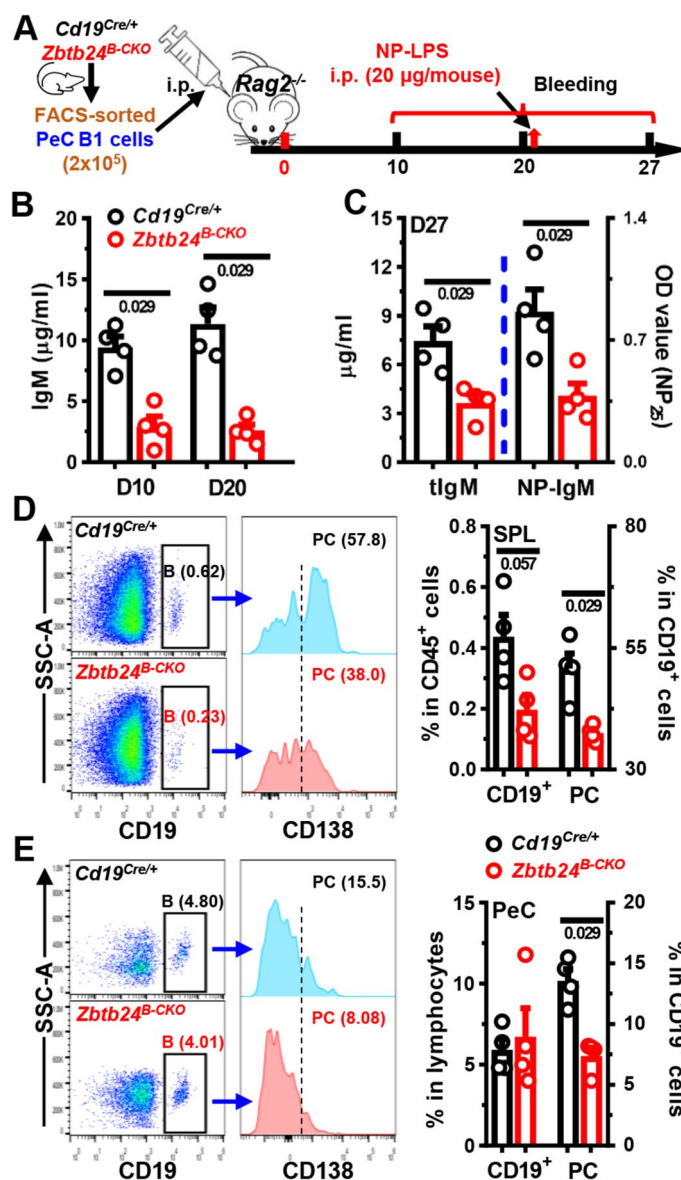 A
Cd19Cre/+
Zbtb24B-CKO
FACS-sorted
PeC B1 cells
(2x10⁵)
i.p.
Rag2-/-
NP-LPS
i.p. (20 µg/mouse)
Bleeding
0
10
20
27
B
Cd19Cre/+
Zbtb24B-CKO
IgM (µg/ml)
20
15
10
5
0
0.029
0.029
D10
D20
C
D27
µg/ml
15
12
9
6
3
0
0.029
0.029
1.4
0.7
0.0
OD value (NP25)
tIgM
NP-IgM
D
Cd19Cre/+
B (0.62)
PC (57.8)
Zbtb24B-CKO
B (0.23)
PC (38.0)
SSC-A
CD19
CD138
SPL
% in CD45+ cells
0.8
0.6
0.4
0.2
0.0
0.057
0.029
80
55
30
% in CD19+ cells
CD19+
PC
E
Cd19Cre/+
B (4.80)
PC (15.5)
Zbtb24B-CKO
B (4.01)
PC (8.08)
SSC-A
CD19
CD138
Cd19Cre/+
Zbtb24B-CKO
PeC
% in lymphocytes
15
10
5
0
0.029
20
15
10
5
0
% in CD19+ cells
CD19+
PC